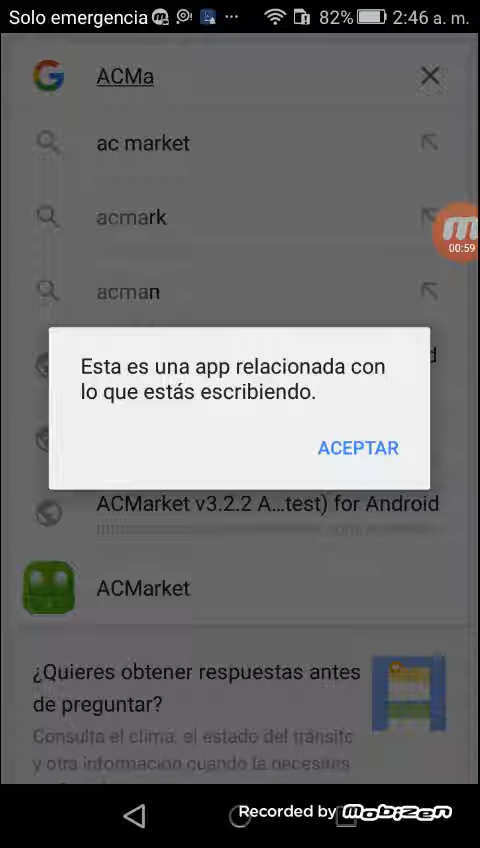 Solo emergencia 82% 2:46 a. m.
ACMa
ac market
acmark
00:59
acman
d
Esta es una app relacionada con
lo que estás escribiendo.
ACEPTAR
ACMarket v3.2.2 A...test) for Android
ACMarket
¿Quieres obtener respuestas antes
de preguntar?
Consulta el clima, el estado del tránsito
y otra información cuando la necesites
Recorded by Mobizen